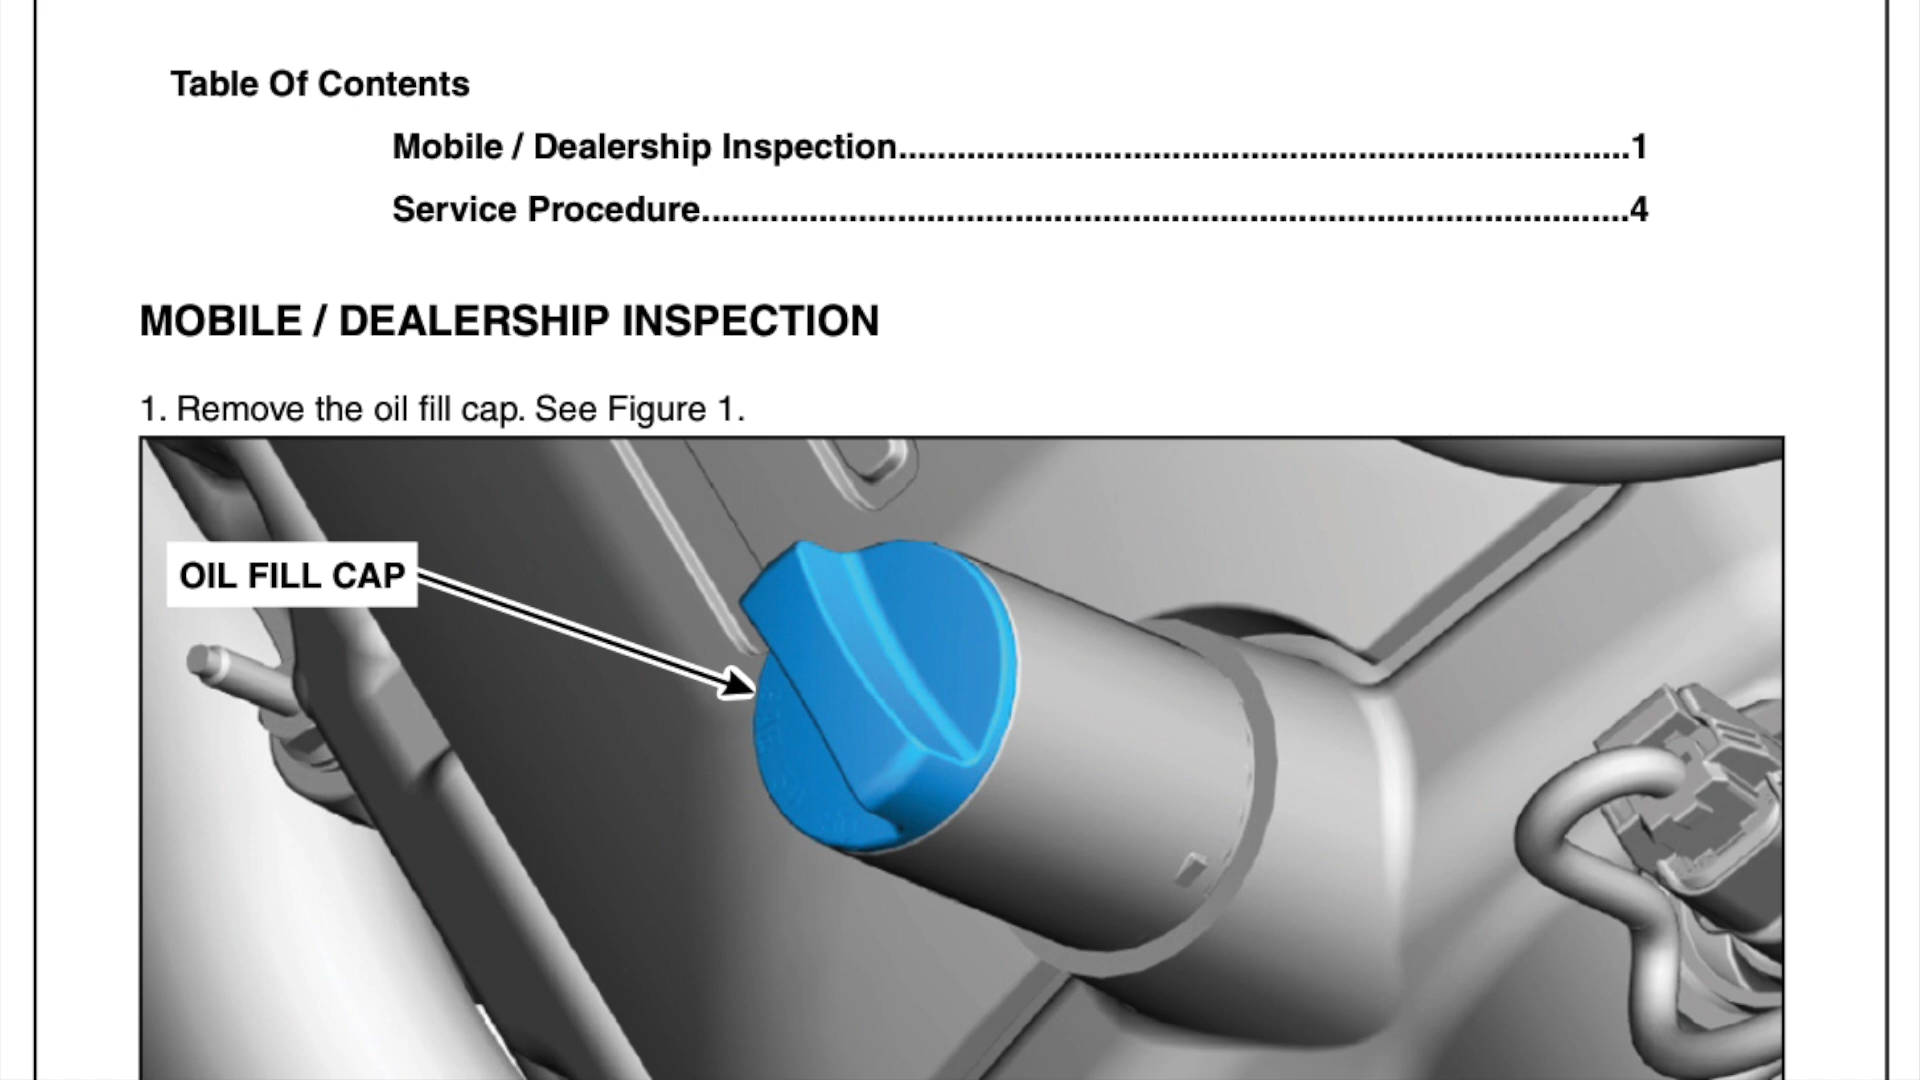 Table Of Contents
Mobile / Dealership Inspection..........................................................................1
Service Procedure..............................................................................................4
MOBILE / DEALERSHIP INSPECTION
1. Remove the oil fill cap. See Figure 1.
OIL FILL CAP